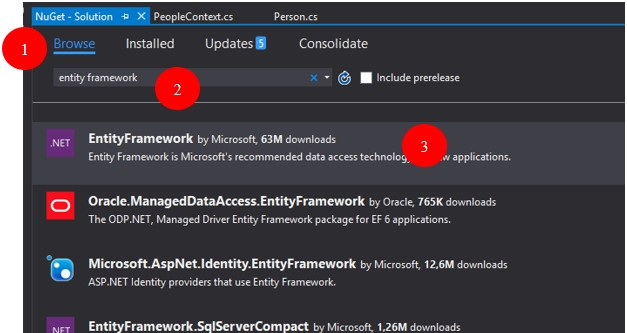 NuGet - Solution PeopleContext.cs Person.cs
1 Browse Installed Updates 5 Consolidate
entity framework Include prerelease
2
.NET EntityFramework by Microsoft, 63M downloads
3
Entity Framework is Microsoft's recommended data access technology applications.
Oracle.ManagedDataAccess.EntityFramework by Oracle, 765K downloads
The ODP.NET, Managed Driver Entity Framework package for EF 6 applications.
Microsoft.AspNet.Identity.EntityFramework by Microsoft, 12,6M downloads
ASP.NET Identity providers that use Entity Framework.
.NET EntityFramework.SqlServerCompact by Microsoft, 1,26M downloads